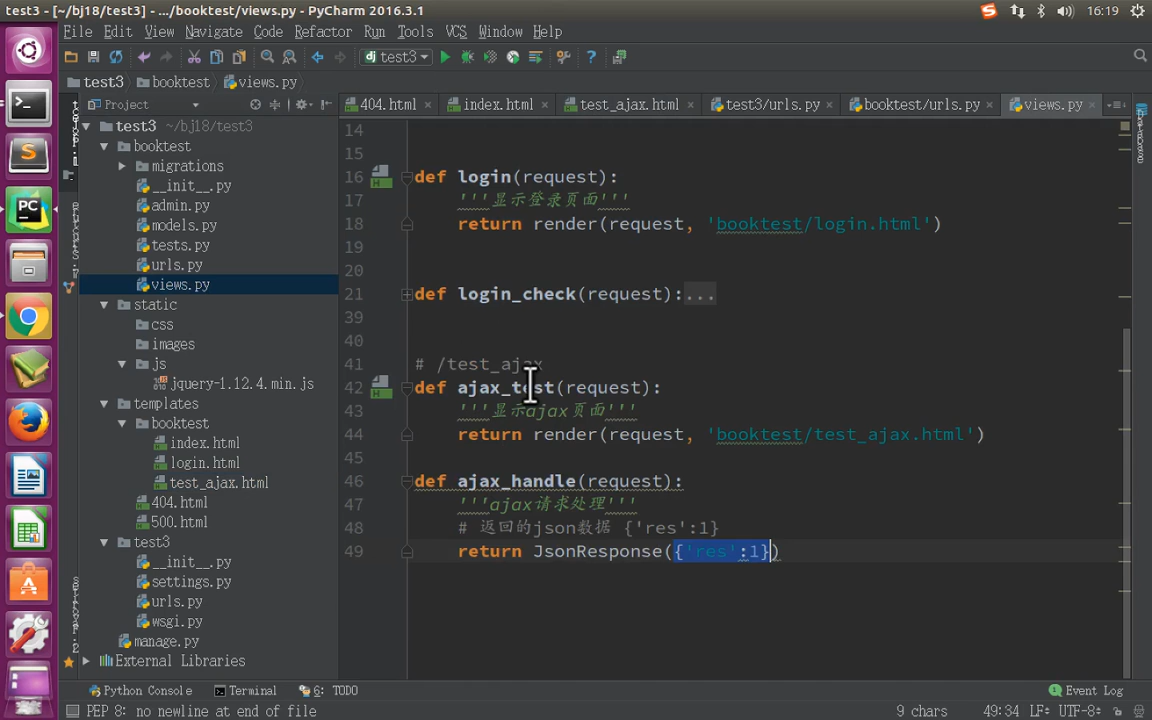 test3 - [~/bj18/test3] - .../booktest/views.py - PyCharm 2016.3.1
16:19
File Edit View Navigate Code Refactor Run Tools VCS Window Help
dj test3
test3 booktest views.py
Project
404.html index.html test_ajax.html test3/urls.py booktest/urls.py views.py
test3 ~/bj18/test3
booktest
migrations
__init__.py
admin.py
models.py
tests.py
urls.py
views.py
static
css
images
js
jquery-1.12.4.min.js
templates
booktest
index.html
login.html
test_ajax.html
404.html
500.html
test3
__init__.py
settings.py
urls.py
wsgi.py
manage.py
External Libraries
14
15
16 def login(request):
17 '''显示登录页面'''
18 return render(request, 'booktest/login.html')
19
20
21 def login_check(request):...
39
40
41 # /test_ajax
42 def ajax_test(request):
43 '''显示ajax页面'''
44 return render(request, 'booktest/test_ajax.html')
45
46 def ajax_handle(request):
47 '''ajax请求处理'''
48 # 返回的json数据 {'res':1}
49 return JsonResponse({'res':1})
Python Console Terminal 6: TODO Event Log
PEP 8: no newline at end of file 9 chars 49:34 LF÷ UTF-8÷